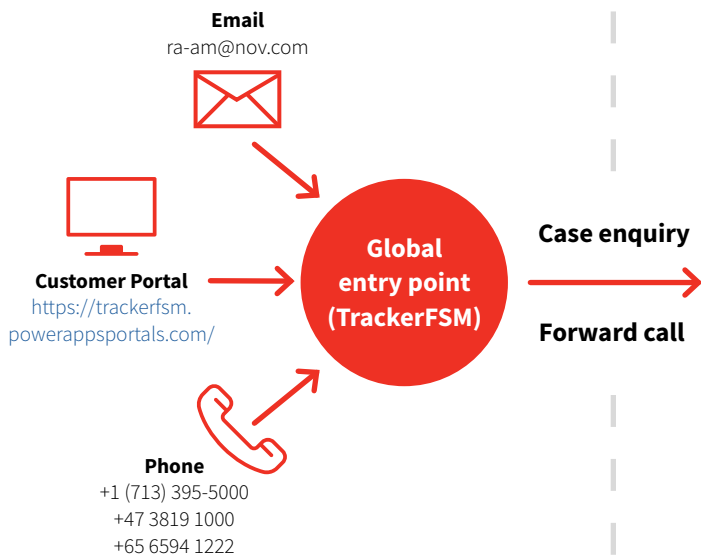 Email
ra-am@nov.com
Customer Portal
https://trackerfsm.
powerappsportals.com/
Phone
+1 (713) 395-5000
+47 3819 1000
+65 6594 1222
Global
entry point
(TrackerFSM)
Case enquiry
Forward call